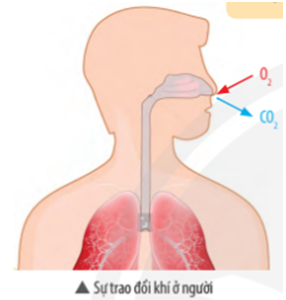 O₂
CO₂
▲ Sự trao đổi khí ở người